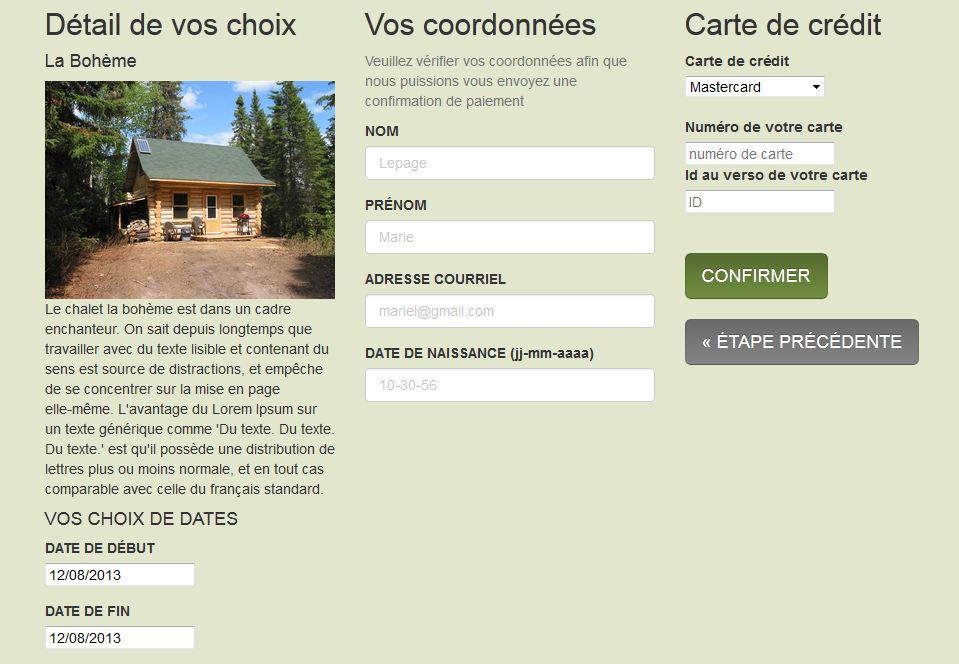 Détail de vos choix
La Bohème
Le chalet la bohème est dans un cadre
enchanteur. On sait depuis longtemps que
travailler avec du texte lisible et contenant du
sens est source de distractions, et empêche
de se concentrer sur la mise en page
elle-même. L'avantage du Lorem Ipsum sur
un texte générique comme 'Du texte. Du texte.
Du texte.' est qu'il possède une distribution de
lettres plus ou moins normale, et en tout cas
comparable avec celle du français standard.
VOS CHOIX DE DATES
DATE DE DÉBUT
12/08/2013
DATE DE FIN
12/08/2013
Vos coordonnées
Veuillez vérifier vos coordonnées afin que
nous puissions vous envoyez une
confirmation de paiement
NOM
Lepage
PRÉNOM
Marie
ADRESSE COURRIEL
mariel@gmail.com
DATE DE NAISSANCE (jj-mm-aaaa)
10-30-56
Carte de crédit
Carte de crédit
Mastercard
Numéro de votre carte
numéro de carte
Id au verso de votre carte
ID
CONFIRMER
« ÉTAPE PRÉCÉDENTE